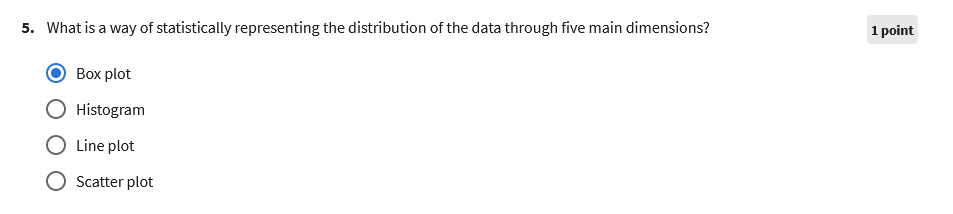 5. What is a way of statistically representing the distribution of the data through five main dimensions?
1 point
Box plot
Histogram
Line plot
Scatter plot